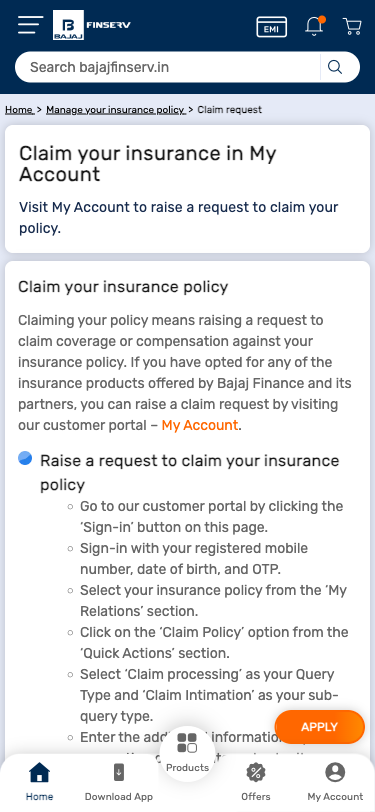 B
BAJAJ
FINSERV
EMI
Search bajajfinserv.in
Home > Manage your insurance policy > Claim request
Claim your insurance in My
Account
Visit My Account to raise a request to claim your
policy.
Claim your insurance policy
Claiming your policy means raising a request to
claim coverage or compensation against your
insurance policy. If you have opted for any of the
insurance products offered by Bajaj Finance and its
partners, you can raise a claim request by visiting
our customer portal – My Account.
Raise a request to claim your insurance
policy
Go to our customer portal by clicking the
‘Sign-in’ button on this page.
Sign-in with your registered mobile
number, date of birth, and OTP.
Select your insurance policy from the ‘My
Relations’ section.
Click on the ‘Claim Policy’ option from the
‘Quick Actions’ section.
Select ‘Claim processing’ as your Query
Type and ‘Claim Intimation’ as your sub-
query type.
Enter the
APPLY
Home
Download App
Products
Offers
My Account